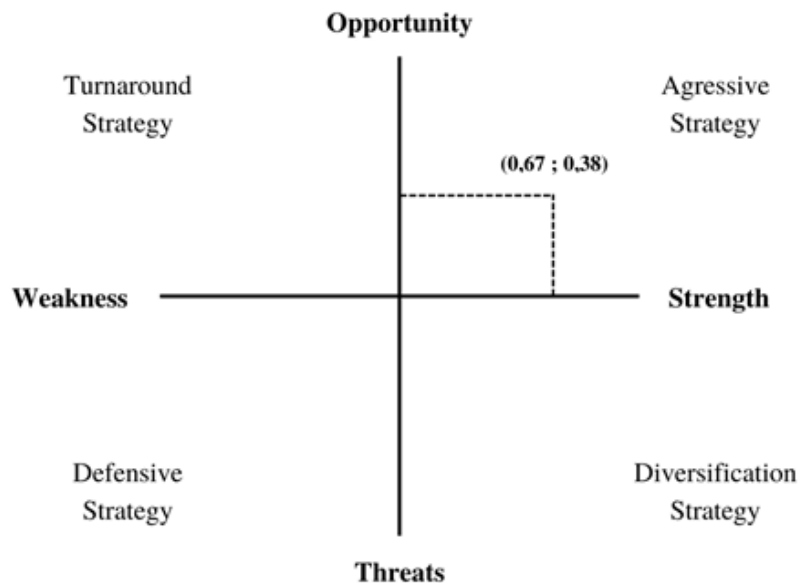 Opportunity
Turnaround
Strategy
Agressive
Strategy
(0,67 ; 0,38)
Weakness
Strength
Defensive
Strategy
Diversification
Strategy
Threats